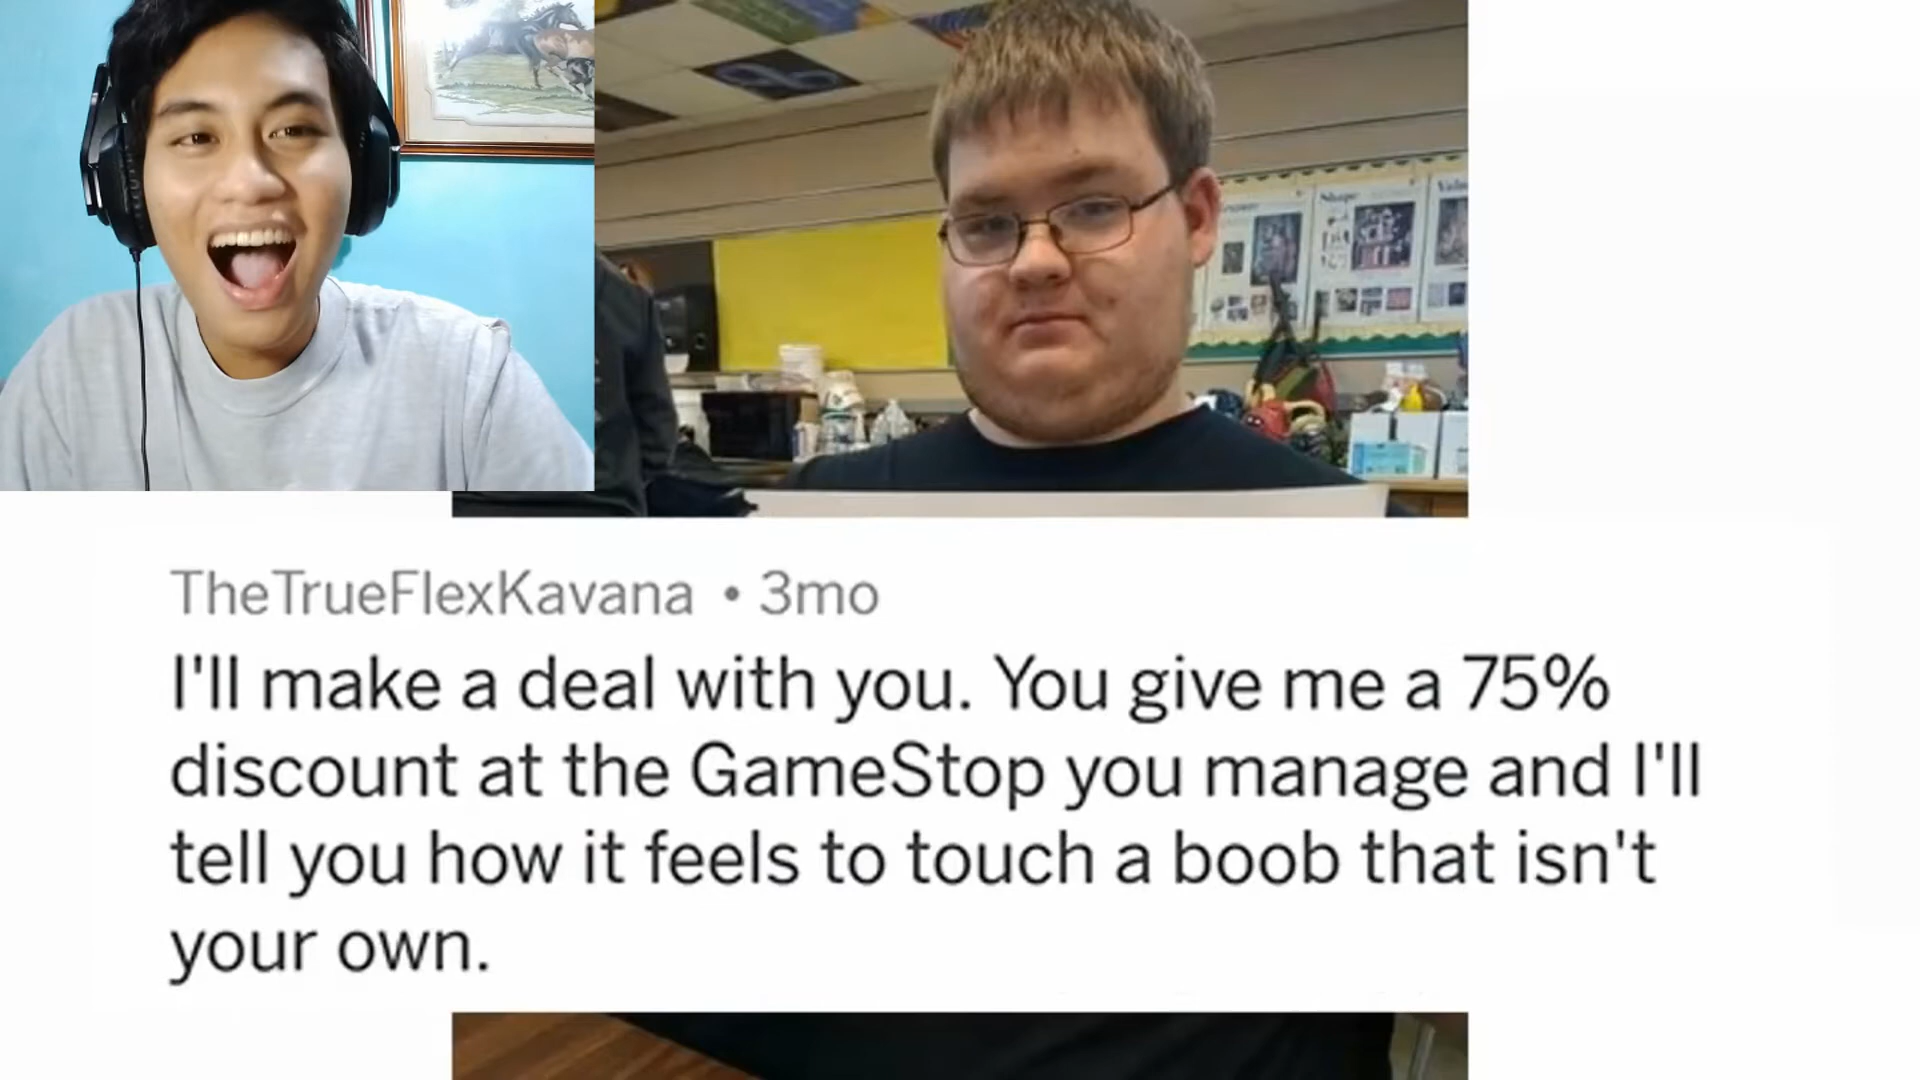 TheTrueFlexKavana • 3mo
I'll make a deal with you. You give me a 75%
discount at the GameStop you manage and I'll
tell you how it feels to touch a boob that isn't
your own.
Shape